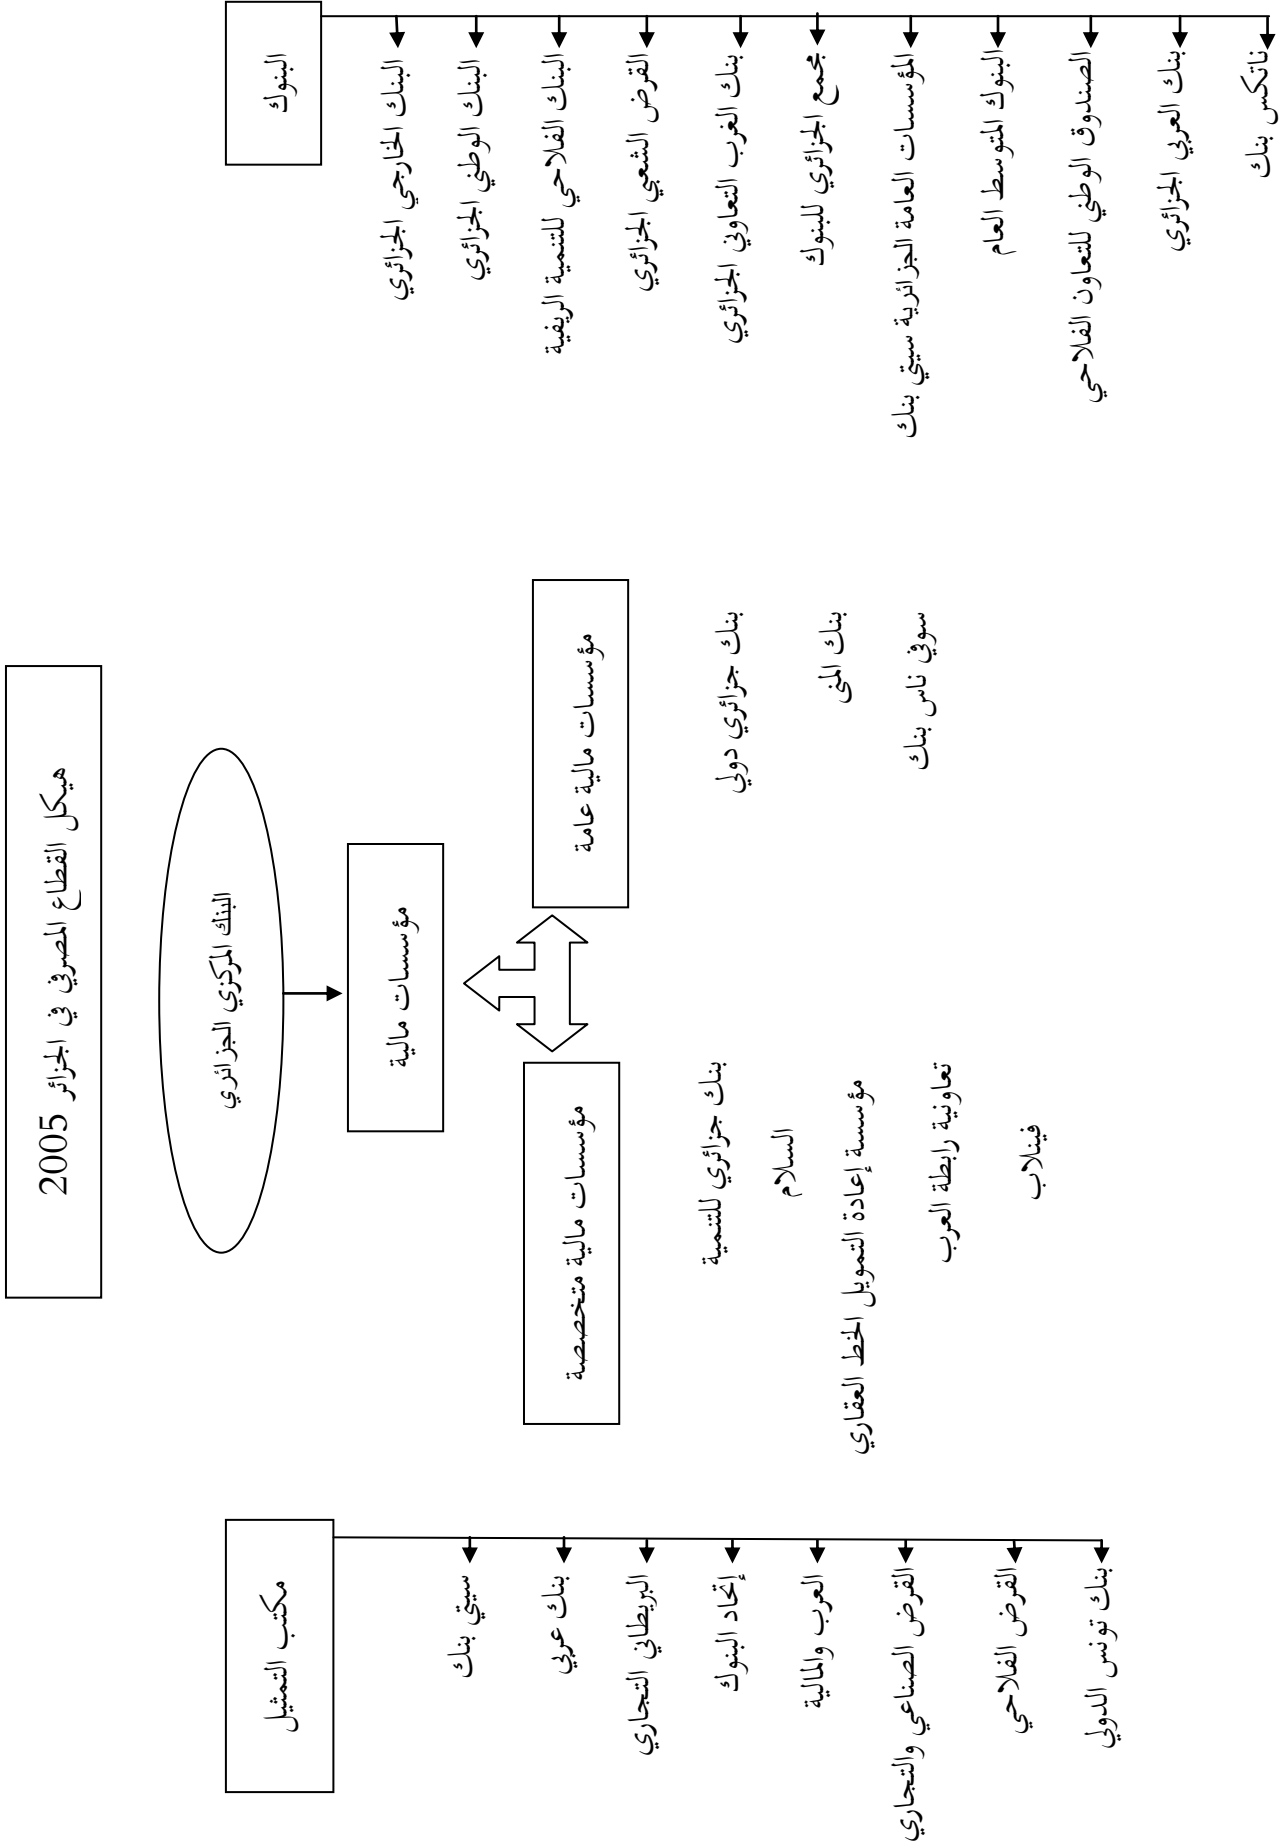 هيكل القطاع المصرفي في الجزائر 2005
البنك المركزي الجزائري
البنوك
البنك الخارجي الجزائري
البنك الوطني الجزائري
البنك الفلاحي للتنمية الريفية
القرض الشعبي الجزائري
بنك الغرب التعاوني الجزائري
مجمع الجزائري للبنوك
المؤسسات العامة الجزائرية سيتي بنك
البنوك المتوسط العام
الصندوق الوطني للتعاون الفلاحي
بنك العربي الجزائري
ناتكس بنك
مؤسسات مالية
مؤسسات مالية عامة
بنك جزائري دولي
بنك المنى
سوفي ناس بنك
مؤسسات مالية متخصصة
بنك جزائري للتنمية
السلام
مؤسسة إعادة التمويل الخط العقاري
تعاونية رابطة العرب
فينلاب
مكتب التمثيل
سيتي بنك
بنك عربي
البريطاني التجاري
إتحاد البنوك
العرب والمالية
القرض الصناعي والتجاري
القرض الفلاحي
بنك تونس الدولي